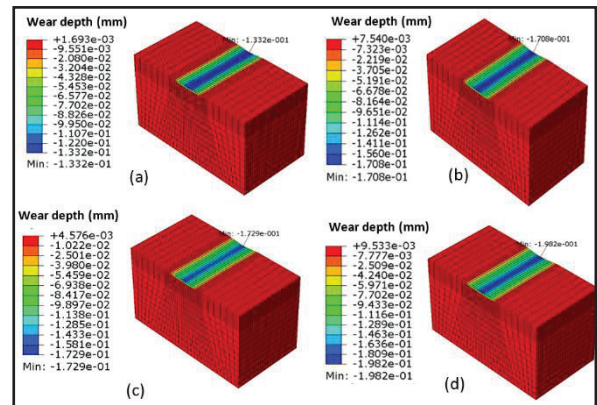 Wear depth (mm)
+1.693e-03
-9.551e-03
-2.080e-02
-3.204e-02
-4.328e-02
-5.453e-02
-6.577e-02
-7.702e-02
-8.826e-02
-9.950e-02
-1.107e-01
-1.220e-01
-1.332e-01
Min: -1.332e-01
Min: -1.332e-001
(a)
Wear depth (mm)
+7.540e-03
-7.323e-03
-2.219e-02
-3.705e-02
-5.191e-02
-6.678e-02
-8.164e-02
-9.651e-02
-1.114e-01
-1.262e-01
-1.411e-01
-1.560e-01
-1.708e-01
Min: -1.708e-01
Min: -1.708e-001
(b)
Wear depth (mm)
+4.576e-03
-1.022e-02
-2.501e-02
-3.980e-02
-5.459e-02
-6.938e-02
-8.417e-02
-9.897e-02
-1.138e-01
-1.285e-01
-1.433e-01
-1.581e-01
-1.729e-01
Min: -1.729e-01
Min: -1.729e-001
(c)
Wear depth (mm)
+9.533e-03
-7.777e-03
-2.509e-02
-4.240e-02
-5.971e-02
-7.702e-02
-9.433e-02
-1.116e-01
-1.289e-01
-1.463e-01
-1.636e-01
-1.809e-01
-1.982e-01
Min: -1.982e-01
Min: -1.982e-001
(d)